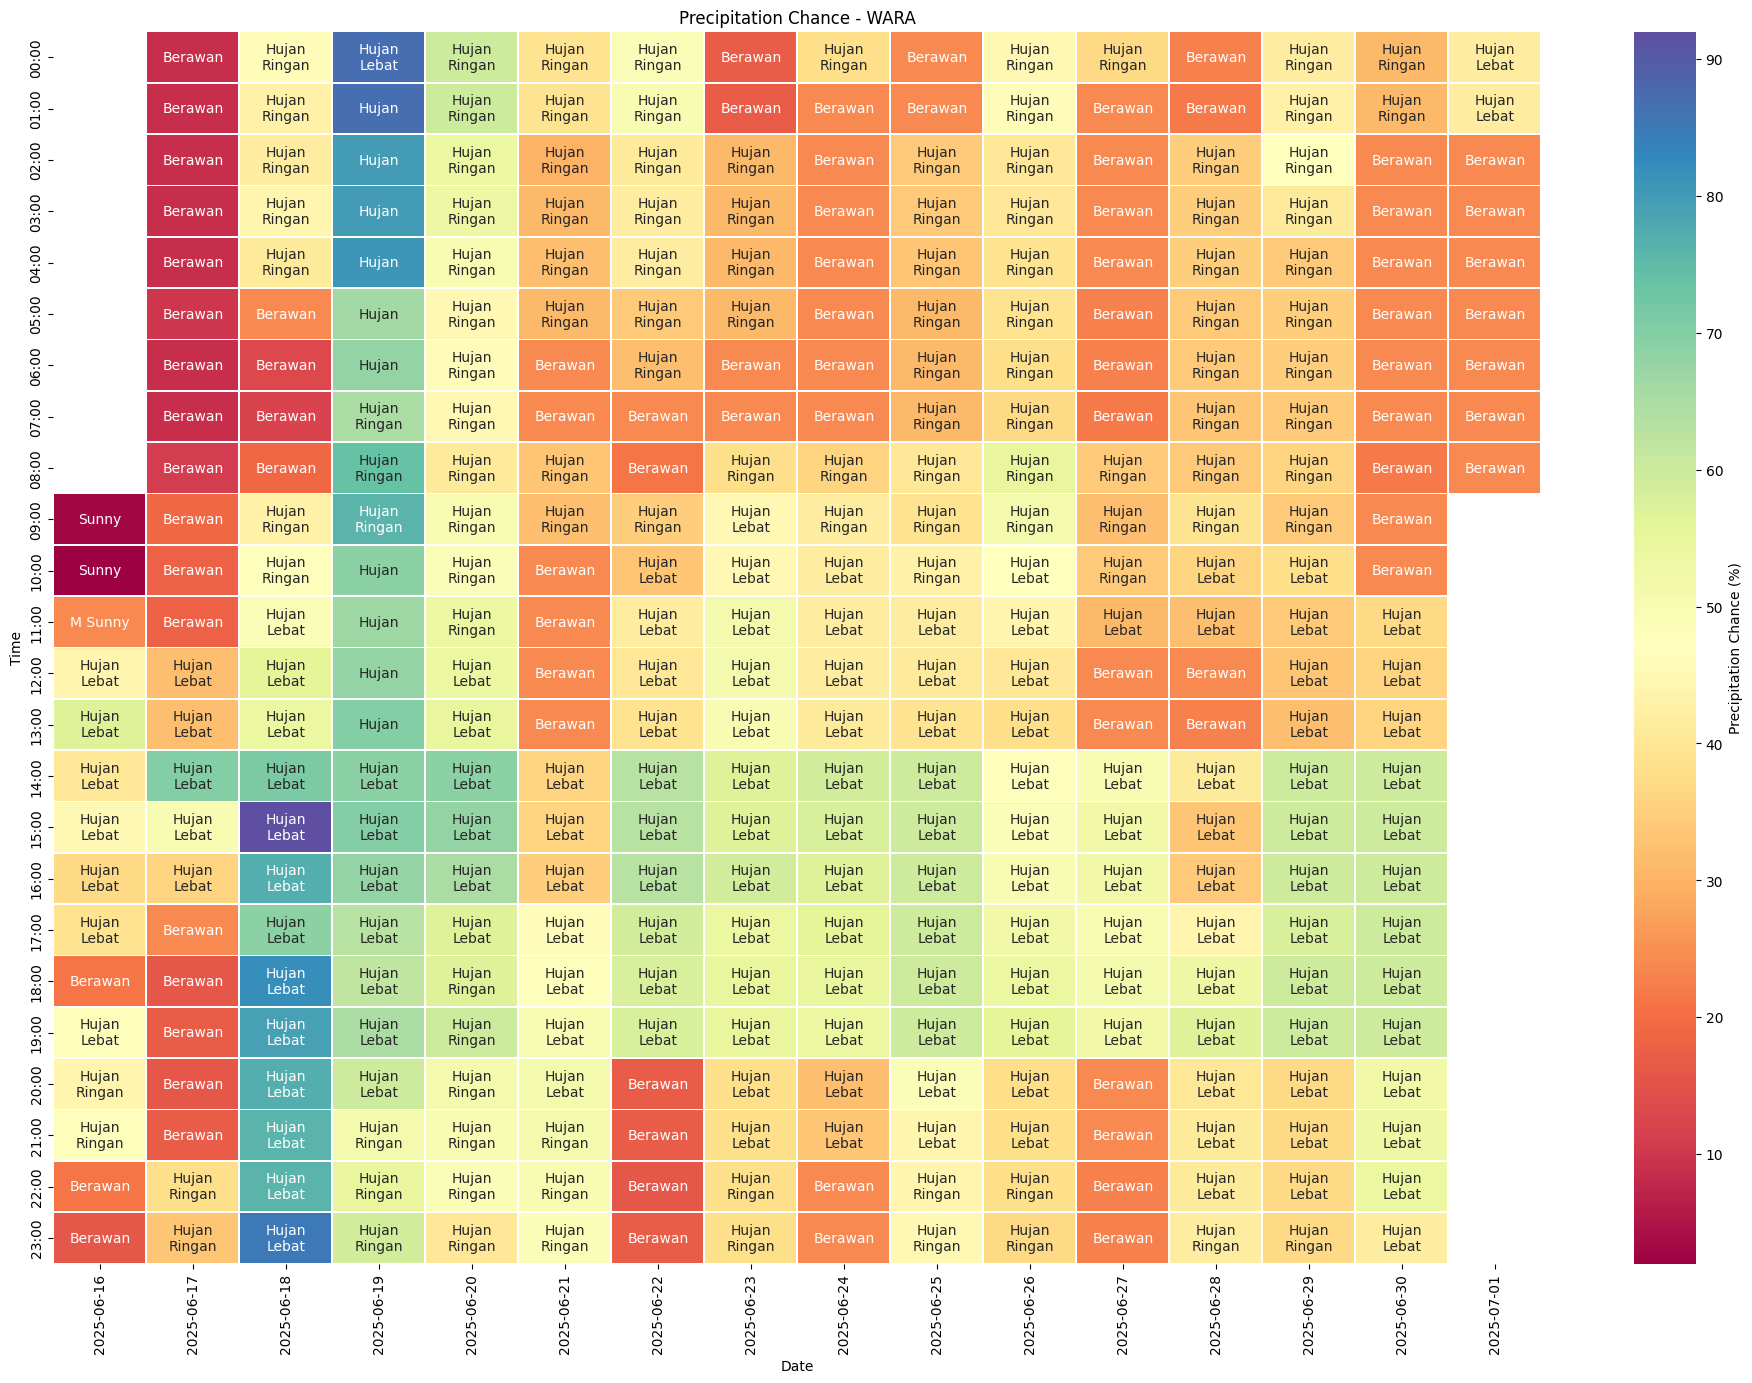 Precipitation Chance - WARA
00:00 Berawan Hujan Ringan Hujan Lebat Hujan Ringan Hujan Ringan Hujan Ringan Berawan Hujan Ringan Berawan Hujan Ringan Hujan Ringan Berawan Hujan Ringan Hujan Ringan Hujan Lebat
01:00 Berawan Hujan Ringan Hujan Hujan Ringan Hujan Ringan Hujan Ringan Berawan Berawan Berawan Hujan Ringan Berawan Berawan Hujan Ringan Hujan Ringan Hujan Lebat
02:00 Berawan Hujan Ringan Hujan Hujan Ringan Hujan Ringan Hujan Ringan Hujan Ringan Berawan Hujan Ringan Hujan Ringan Berawan Hujan Ringan Hujan Ringan Berawan Berawan
03:00 Berawan Hujan Ringan Hujan Hujan Ringan Hujan Ringan Hujan Ringan Hujan Ringan Berawan Hujan Ringan Hujan Ringan Berawan Hujan Ringan Hujan Ringan Berawan Berawan
04:00 Berawan Hujan Ringan Hujan Hujan Ringan Hujan Ringan Hujan Ringan Hujan Ringan Berawan Hujan Ringan Hujan Ringan Berawan Hujan Ringan Hujan Ringan Berawan Berawan
05:00 Berawan Berawan Hujan Hujan Ringan Hujan Ringan Hujan Ringan Hujan Ringan Berawan Hujan Ringan Hujan Ringan Berawan Hujan Ringan Hujan Ringan Berawan Berawan
06:00 Berawan Berawan Hujan Hujan Ringan Berawan Hujan Ringan Berawan Berawan Hujan Ringan Hujan Ringan Berawan Hujan Ringan Hujan Ringan Berawan Berawan
07:00 Berawan Berawan Hujan Ringan Hujan Ringan Berawan Berawan Berawan Berawan Hujan Ringan Hujan Ringan Berawan Hujan Ringan Hujan Ringan Berawan Berawan
08:00 Berawan Berawan Hujan Ringan Hujan Ringan Hujan Ringan Berawan Hujan Ringan Hujan Ringan Hujan Ringan Hujan Ringan Hujan Ringan Hujan Ringan Hujan Ringan Berawan Berawan
09:00 Sunny Berawan Hujan Ringan Hujan Ringan Hujan Ringan Hujan Ringan Hujan Ringan Hujan Lebat Hujan Ringan Hujan Ringan Hujan Ringan Hujan Ringan Hujan Ringan Hujan Ringan Berawan
10:00 Sunny Berawan Hujan Ringan Hujan Hujan Ringan Berawan Hujan Lebat Hujan Lebat Hujan Lebat Hujan Ringan Hujan Lebat Hujan Ringan Hujan Lebat Hujan Lebat Berawan
11:00 M Sunny Berawan Hujan Lebat Hujan Hujan Ringan Berawan Hujan Lebat Hujan Lebat Hujan Lebat Hujan Lebat Hujan Lebat Hujan Lebat Hujan Lebat Hujan Lebat Hujan Lebat
12:00 Hujan Lebat Hujan Lebat Hujan Lebat Hujan Hujan Lebat Berawan Hujan Lebat Hujan Lebat Hujan Lebat Hujan Lebat Hujan Lebat Berawan Berawan Hujan Lebat Hujan Lebat
13:00 Hujan Lebat Hujan Lebat Hujan Lebat Hujan Hujan Lebat Berawan Hujan Lebat Hujan Lebat Hujan Lebat Hujan Lebat Hujan Lebat Berawan Berawan Hujan Lebat Hujan Lebat
14:00 Hujan Lebat Hujan Lebat Hujan Lebat Hujan Lebat Hujan Lebat Hujan Lebat Hujan Lebat Hujan Lebat Hujan Lebat Hujan Lebat Hujan Lebat Hujan Lebat Hujan Lebat Hujan Lebat Hujan Lebat
15:00 Hujan Lebat Hujan Lebat Hujan Lebat Hujan Lebat Hujan Lebat Hujan Lebat Hujan Lebat Hujan Lebat Hujan Lebat Hujan Lebat Hujan Lebat Hujan Lebat Hujan Lebat Hujan Lebat Hujan Lebat
16:00 Hujan Lebat Hujan Lebat Hujan Lebat Hujan Lebat Hujan Lebat Hujan Lebat Hujan Lebat Hujan Lebat Hujan Lebat Hujan Lebat Hujan Lebat Hujan Lebat Hujan Lebat Hujan Lebat Hujan Lebat
17:00 Hujan Lebat Berawan Hujan Lebat Hujan Lebat Hujan Lebat Hujan Lebat Hujan Lebat Hujan Lebat Hujan Lebat Hujan Lebat Hujan Lebat Hujan Lebat Hujan Lebat Hujan Lebat Hujan Lebat
18:00 Berawan Berawan Hujan Lebat Hujan Lebat Hujan Ringan Hujan Lebat Hujan Lebat Hujan Lebat Hujan Lebat Hujan Lebat Hujan Lebat Hujan Lebat Hujan Lebat Hujan Lebat Hujan Lebat
19:00 Hujan Lebat Berawan Hujan Lebat Hujan Lebat Hujan Ringan Hujan Lebat Hujan Lebat Hujan Lebat Hujan Lebat Hujan Lebat Hujan Lebat Hujan Lebat Hujan Lebat Hujan Lebat Hujan Lebat
20:00 Hujan Ringan Berawan Hujan Lebat Hujan Lebat Hujan Ringan Hujan Lebat Berawan Hujan Lebat Hujan Lebat Hujan Lebat Hujan Lebat Berawan Hujan Lebat Hujan Lebat Hujan Lebat
21:00 Hujan Ringan Berawan Hujan Lebat Hujan Ringan Hujan Ringan Hujan Ringan Berawan Hujan Lebat Hujan Lebat Hujan Lebat Hujan Lebat Berawan Hujan Lebat Hujan Lebat Hujan Lebat
22:00 Berawan Hujan Ringan Hujan Lebat Hujan Ringan Hujan Ringan Hujan Ringan Berawan Hujan Ringan Berawan Hujan Ringan Hujan Ringan Berawan Hujan Lebat Hujan Lebat Hujan Lebat
23:00 Berawan Hujan Ringan Hujan Lebat Hujan Ringan Hujan Ringan Hujan Ringan Berawan Hujan Ringan Berawan Hujan Ringan Hujan Ringan Berawan Hujan Ringan Hujan Ringan Hujan Lebat
Time
2025-06-16 2025-06-17 2025-06-18 2025-06-19 2025-06-20 2025-06-21 2025-06-22 2025-06-23 2025-06-24 2025-06-25 2025-06-26 2025-06-27 2025-06-28 2025-06-29 2025-06-30 2025-07-01
Date
90
80
70
60
50
40
30
20
10
Precipitation Chance (%)